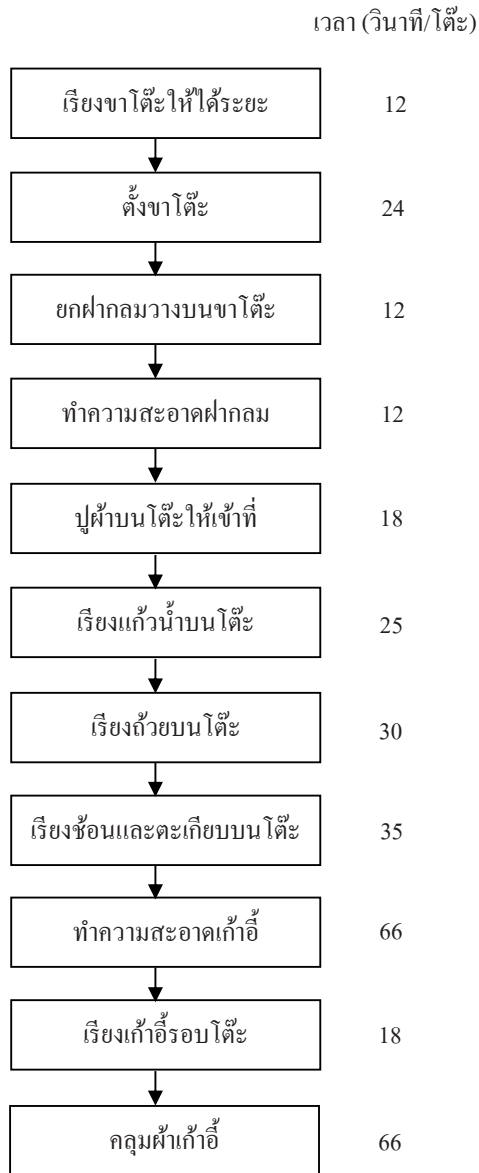 เวลา (วินาที/โต๊ะ)
เรียงขาโต๊ะให้ได้ระยะ 12
ตั้งขาโต๊ะ 24
ยกฝากลมวางบนขาโต๊ะ 12
ทำความสะอาดฝากลม 12
ปูผ้าบนโต๊ะให้เข้าที่ 18
เรียงแก้วน้ำบนโต๊ะ 25
เรียงถ้วยบนโต๊ะ 30
เรียงช้อนและตะเกียบบนโต๊ะ 35
ทำความสะอาดเก้าอี้ 66
เรียงเก้าอี้รอบโต๊ะ 18
คลุมผ้าเก้าอี้ 66